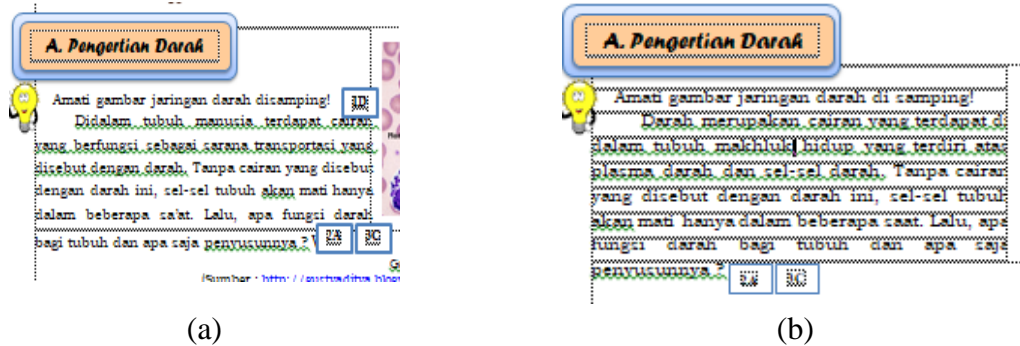 A. Pengertian Darah
Amati gambar jaringan darah disamping!
Didalam tubuh manusia terdapat cairan
yang berfungsi sebagai sarana transportasi yang
disebut dengan darah. Tanpa cairan yang disebut
dengan darah ini, sel-sel tubuh akan mati hanya
dalam beberapa sa'at. Lalu, apa fungsi darah
bagi tubuh dan apa saja penyusunnya ?
(Sumber : http://gustyaditya.blog
(a)
A. Pengertian Darah
Amati gambar jaringan darah di samping!
Darah merupakan cairan yang terdapat di
dalam tubuh makhluk hidup yang terdiri atas
plasma darah dan sel-sel darah. Tanpa cairan
yang disebut dengan darah ini, sel-sel tubuh
akan mati hanya dalam beberapa saat. Lalu, apa
fungsi darah bagi tubuh dan apa saja
penyusunnya ?
(b)